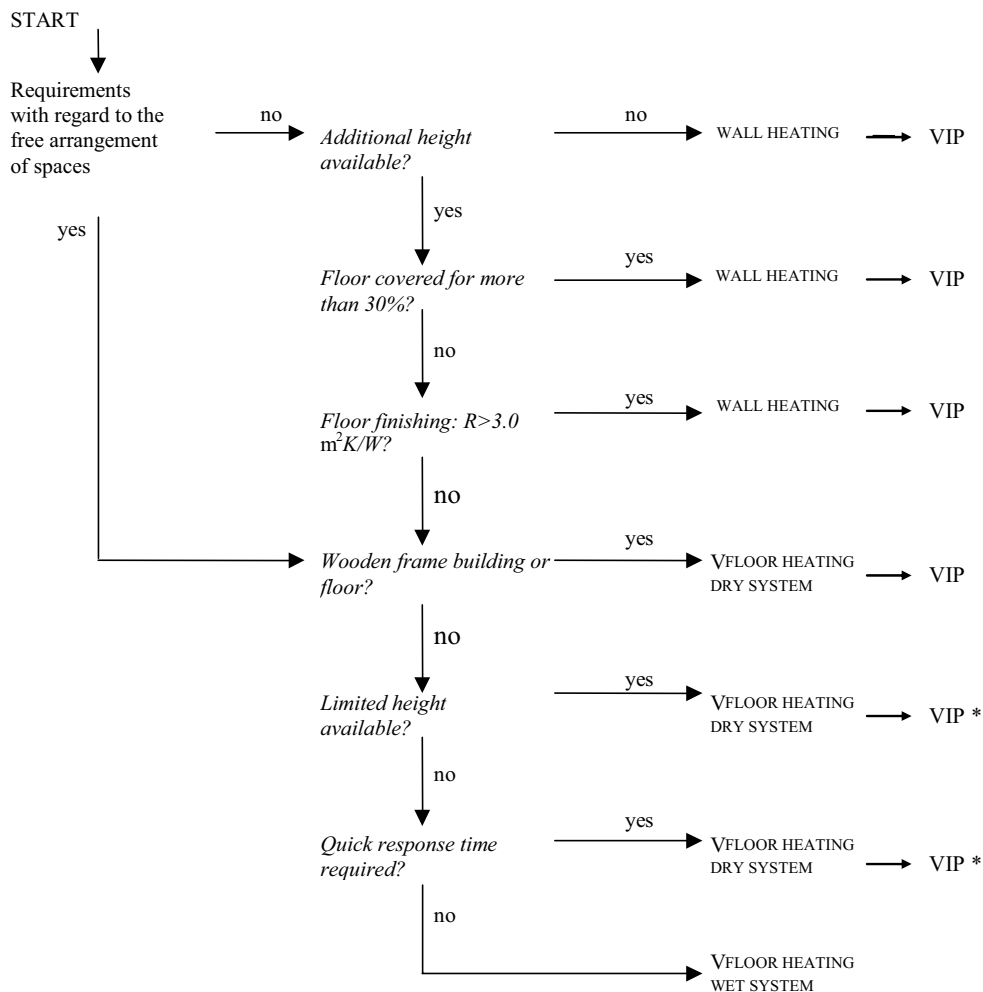 START
Requirements
with regard to the
free arrangement
of spaces
no
Additional height
available?
no
WALL HEATING
VIP
yes
yes
Floor covered for more
than 30%?
yes
WALL HEATING
VIP
no
Floor finishing: R>3.0
m²K/W?
yes
WALL HEATING
VIP
no
Wooden frame building or
floor?
yes
VFLOOR HEATING
DRY SYSTEM
VIP
no
Limited height
available?
yes
VFLOOR HEATING
DRY SYSTEM
VIP *
no
Quick response time
required?
yes
VFLOOR HEATING
DRY SYSTEM
VIP *
no
VFLOOR HEATING
WET SYSTEM